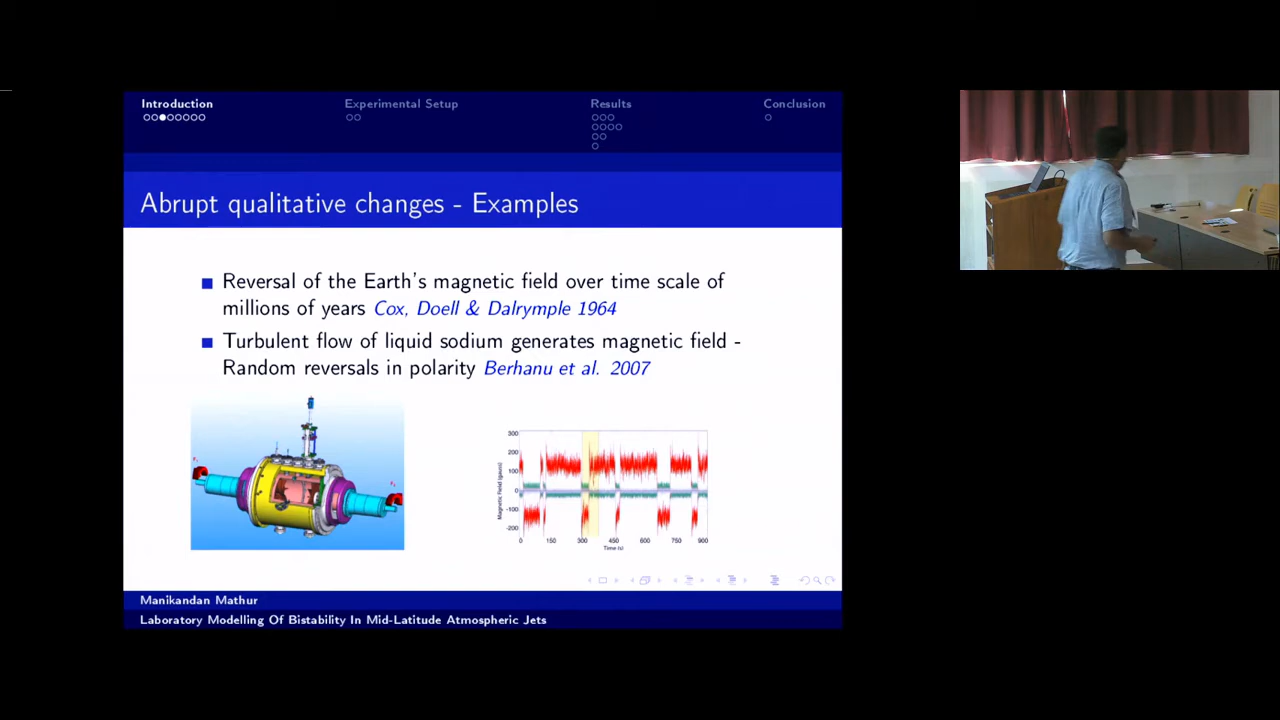 Introduction
Experimental Setup
Results
Conclusion
Abrupt qualitative changes - Examples
Reversal of the Earth's magnetic field over time scale of
millions of years Cox, Doell & Dalrymple 1964
Turbulent flow of liquid sodium generates magnetic field -
Random reversals in polarity Berhanu et al. 2007
Magnetic Field (gauss)
300
200
100
0
-100
-200
0 150 300 450 600 750 900
Time (s)
Manikandan Mathur
Laboratory Modelling Of Bistability In Mid-Latitude Atmospheric Jets